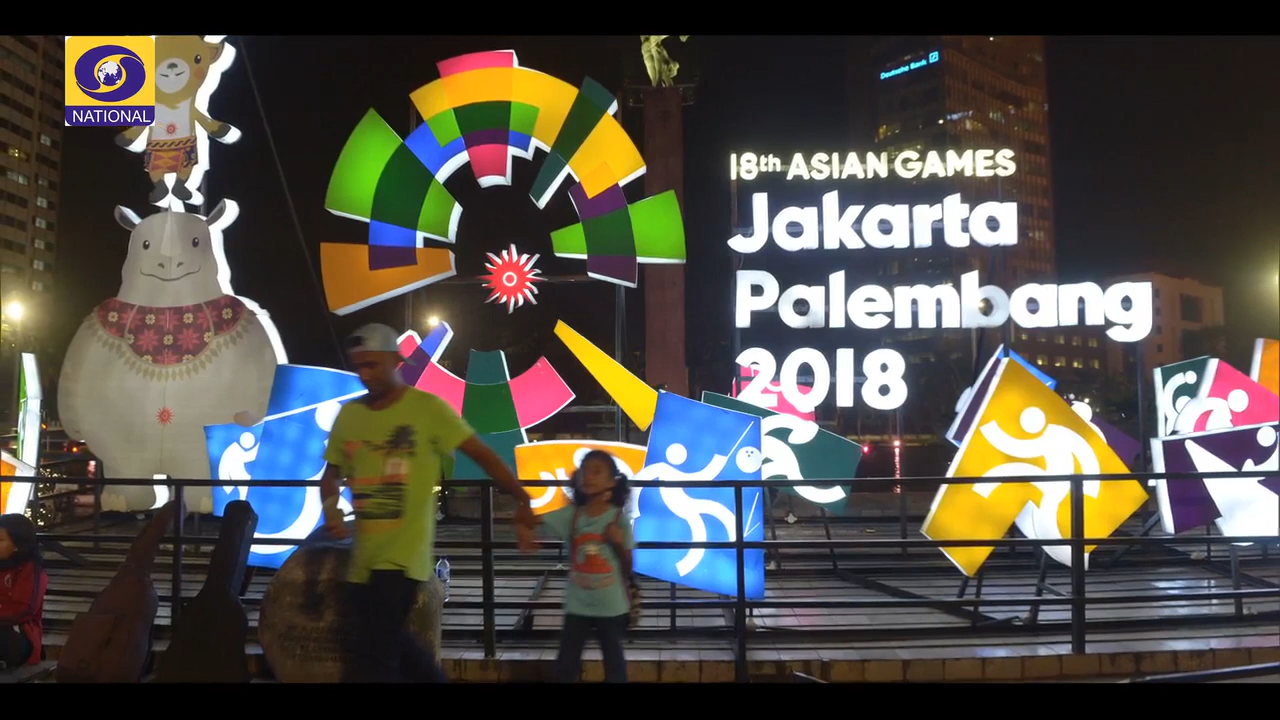 NATIONAL
Deutsche Bank
18th ASIAN GAMES
Jakarta
Palembang
2018